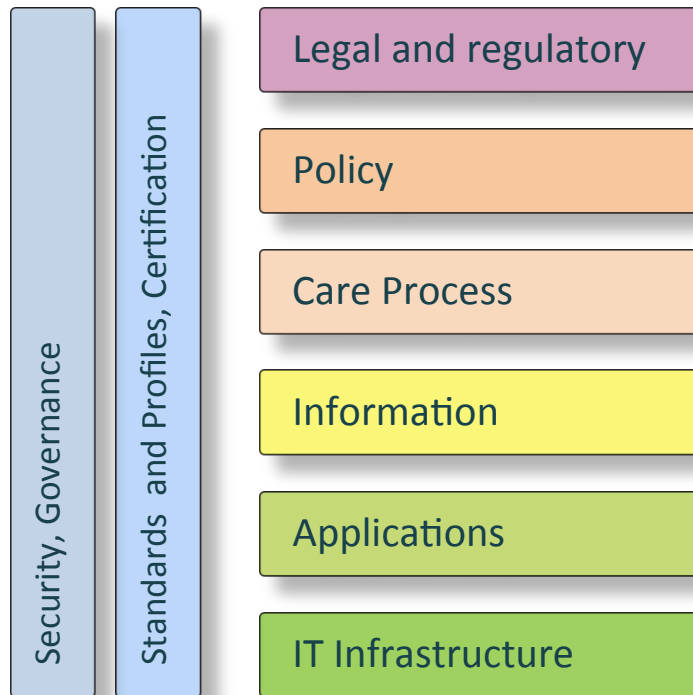 Security, Governance
Standards and Profiles, Certification
Legal and regulatory
Policy
Care Process
Information
Applications
IT Infrastructure